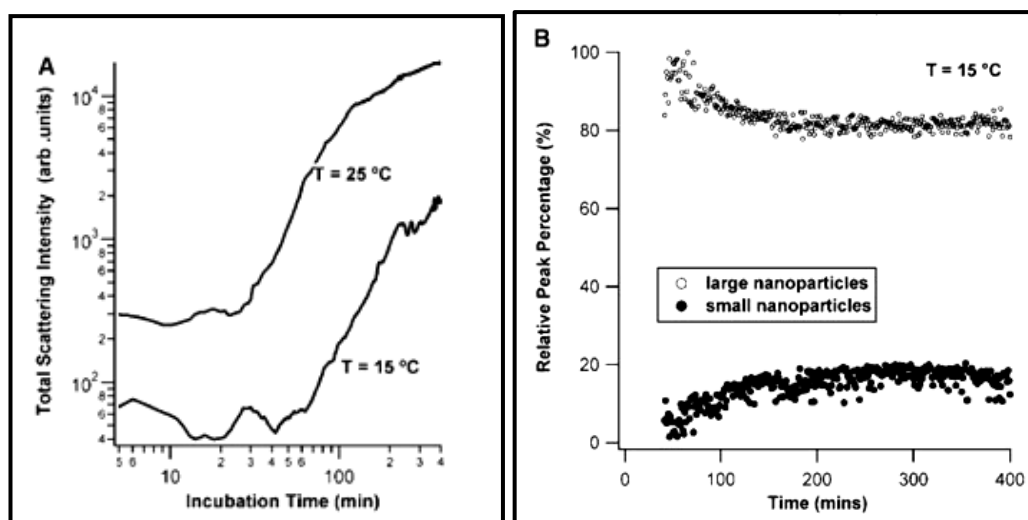 A
Total Scattering Intensity (arb .units)
10⁴
8
6
4
2
10³
8
6
4
2
10²
8
6
4
T = 25 ºC
T = 15 ºC
5 6 10 2 3 4 5 6 100 2 3 4
Incubation Time (min)
B
T = 15 ºC
Relative Peak Percentage (%)
100
80
60
40
20
0
large nanoparticles
small nanoparticles
0 100 200 300 400
Time (mins)